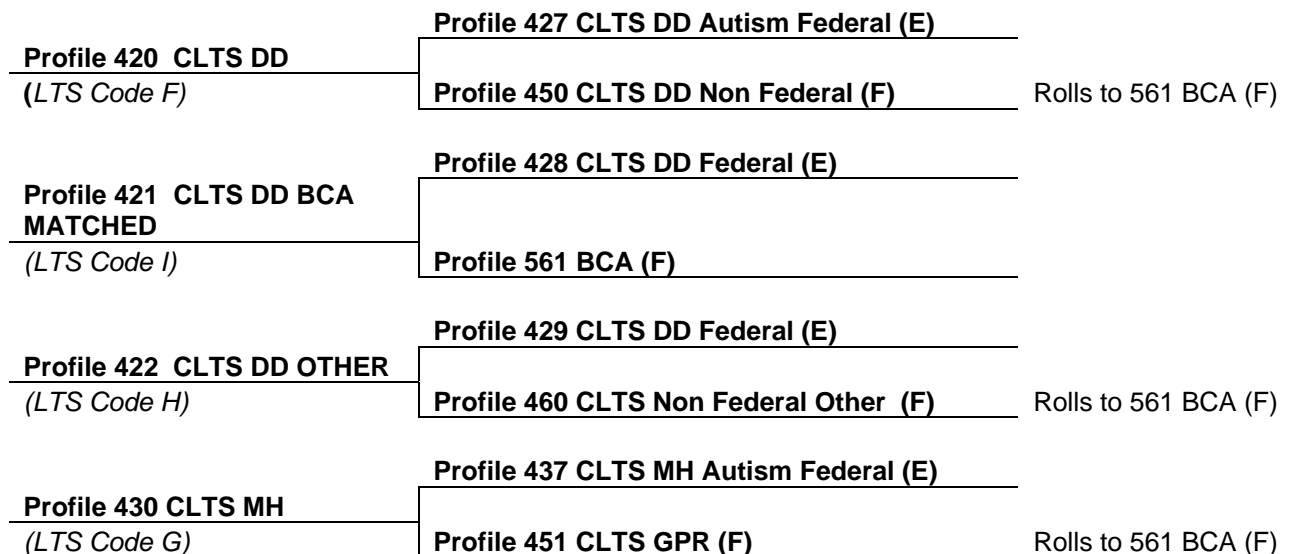 Profile 427 CLTS DD Autism Federal (E)
Profile 420  CLTS DD
(LTS Code F)
Profile 450 CLTS DD Non Federal (F)
Rolls to 561 BCA (F)
Profile 428 CLTS DD Federal (E)
Profile 421  CLTS DD BCA
MATCHED
(LTS Code I)
Profile 561 BCA (F)
Profile 429 CLTS DD Federal (E)
Profile 422  CLTS DD OTHER
(LTS Code H)
Profile 460 CLTS Non Federal Other  (F)
Rolls to 561 BCA (F)
Profile 437 CLTS MH Autism Federal (E)
Profile 430 CLTS MH
(LTS Code G)
Profile 451 CLTS GPR (F)
Rolls to 561 BCA (F)